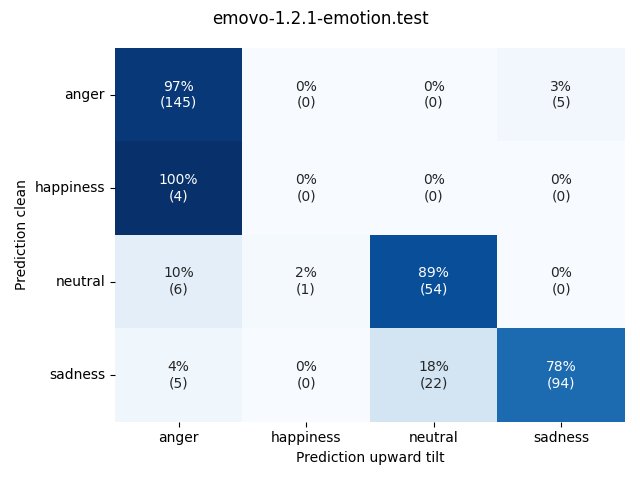 emovo-1.2.1-emotion.test
anger
97% 0% 0% 3%
(145) (0) (0) (5)
happiness
100% 0% 0% 0%
(4) (0) (0) (0)
neutral
10% 2% 89% 0%
(6) (1) (54) (0)
sadness
4% 0% 18% 78%
(5) (0) (22) (94)
Prediction clean
anger happiness neutral sadness
Prediction upward tilt